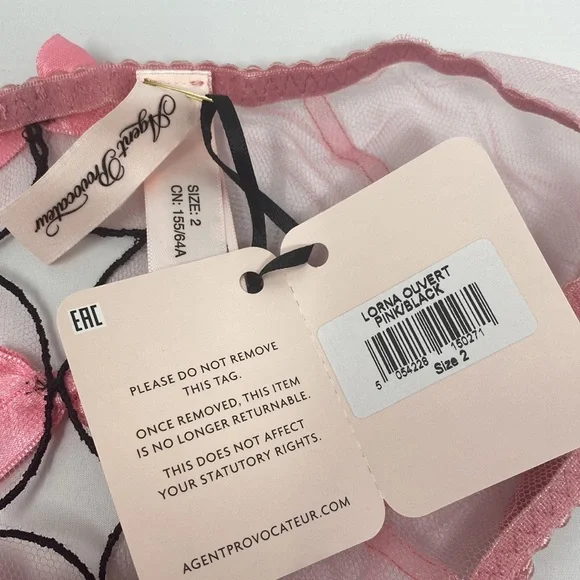 Agent Provocateur
SIZE: 2
CN: 155/64A
EAC
PLEASE DO NOT REMOVE
THIS TAG.
ONCE REMOVED, THIS ITEM
IS NO LONGER RETURNABLE.
THIS DOES NOT AFFECT
YOUR STATUTORY RIGHTS.
AGENTPROVOCATEUR.COM
LORNA OUVERT
PINK/BLACK
5 054228 150271
Size 2